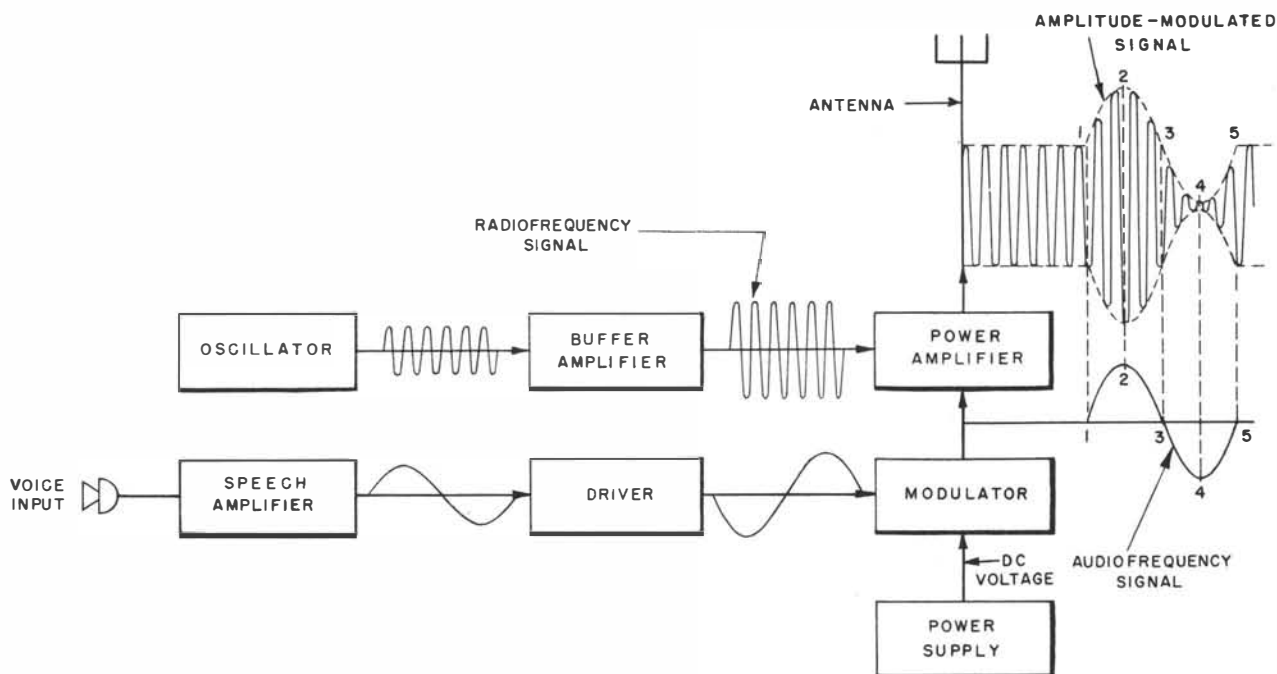 AMPLITUDE-MODULATED
SIGNAL
ANTENNA
1
2
3
4
5
RADIOFREQUENCY
SIGNAL
OSCILLATOR
BUFFER
AMPLIFIER
POWER
AMPLIFIER
1
2
3
4
5
VOICE
INPUT
SPEECH
AMPLIFIER
DRIVER
MODULATOR
AUDIOFREQUENCY
SIGNAL
DC
VOLTAGE
POWER
SUPPLY